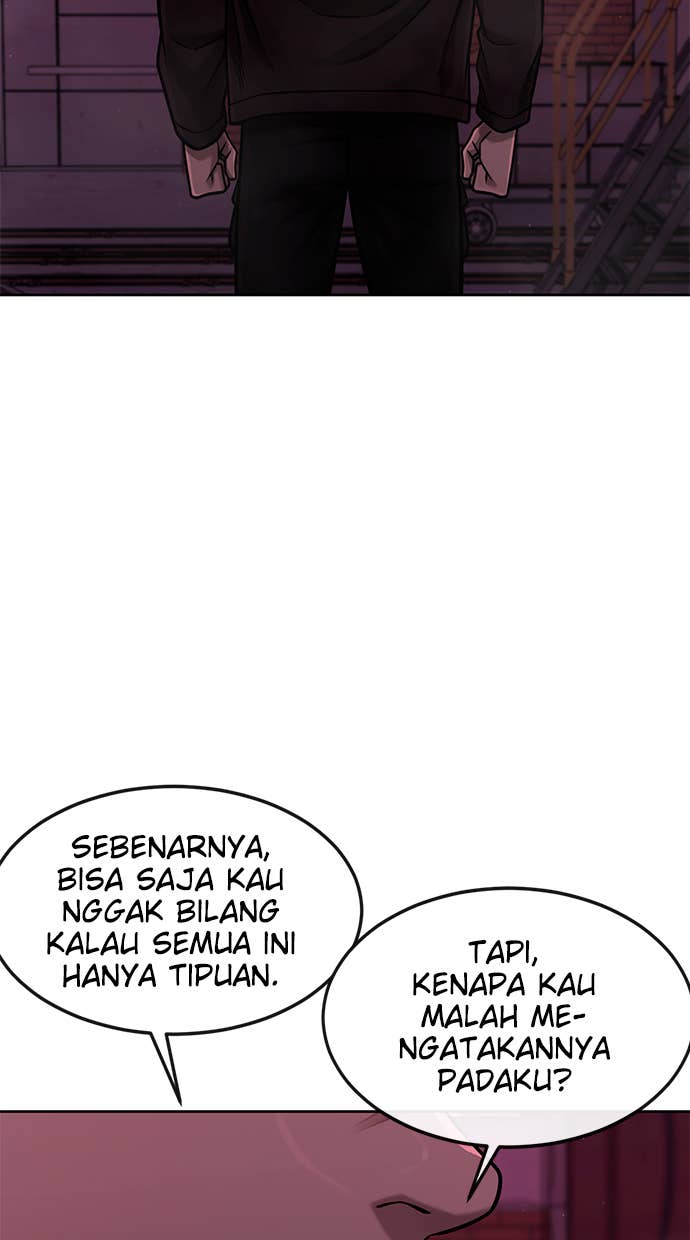 SEBENARNYA,
BISA SAJA KAU
NGGAK BILANG
KALAU SEMUA INI
HANYA TIPUAN.
TAPI,
KENAPA KAU
MALAH ME-
NGATAKANNYA
PADAKU?